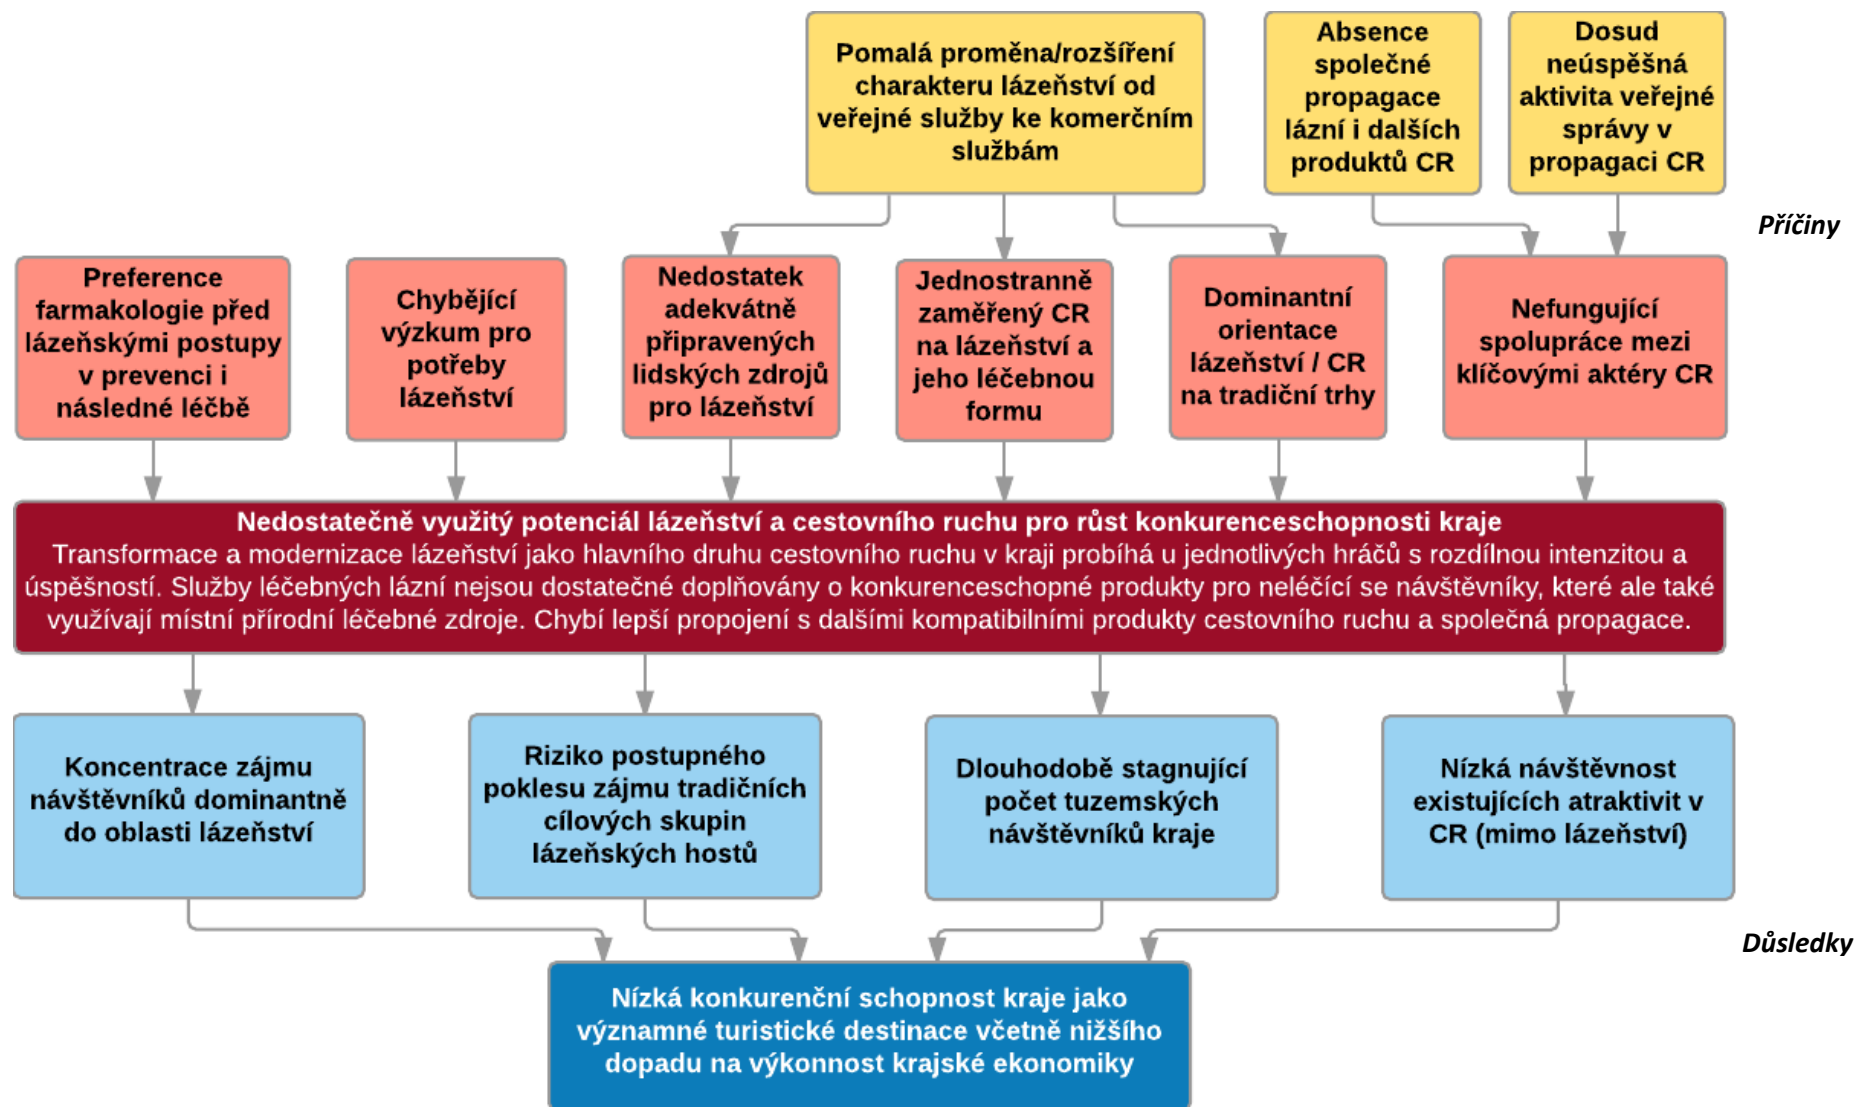 Pomalá proměna/rozšíření
charakteru lázeňství od
veřejné služby ke komerčním
službám
Absence
společné
propagace
lázní i dalších
produktů CR
Dosud
neúspěšná
aktivita veřejné
správy v
propagaci CR
Příčiny
Preference
farmakologie před
lázeňskými postupy
v prevenci i
následné léčbě
Chybějící
výzkum pro
potřeby
lázeňství
Nedostatek
adekvátně
připravených
lidských zdrojů
pro lázeňství
Jednostranně
zaměřený CR
na lázeňství a
jeho léčebnou
formu
Dominantní
orientace
lázeňství / CR
na tradiční trhy
Nefungující
spolupráce mezi
klíčovými aktéry CR
Nedostatečně využitý potenciál lázeňství a cestovního ruchu pro růst konkurenceschopnosti kraje
Transformace a modernizace lázeňství jako hlavního druhu cestovního ruchu v kraji probíhá u jednotlivých hráčů s rozdílnou intenzitou a
úspěšností. Služby léčebných lázní nejsou dostatečné doplňovány o konkurenceschopné produkty pro neléčící se návštěvníky, které ale také
využívají místní přírodní léčebné zdroje. Chybí lepší propojení s dalšími kompatibilními produkty cestovního ruchu a společná propagace.
Koncentrace zájmu
návštěvníků dominantně
do oblasti lázeňství
Riziko postupného
poklesu zájmu tradičních
cílových skupin
lázeňských hostů
Dlouhodobě stagnující
počet tuzemských
návštěvníků kraje
Nízká návštěvnost
existujících atraktivit v
CR (mimo lázeňství)
Důsledky
Nízká konkurenční schopnost kraje jako
významné turistické destinace včetně nižšího
dopadu na výkonnost krajské ekonomiky